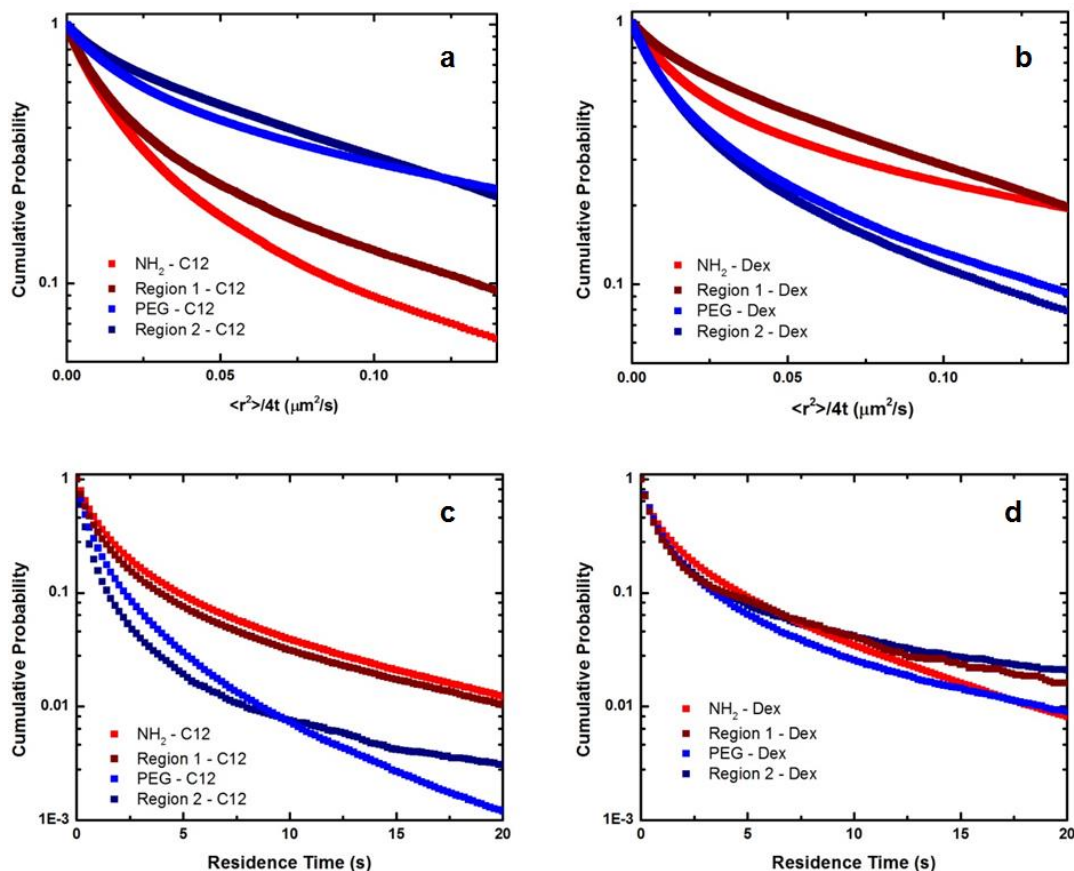 a
Cumulative Probability
1
0.1
NH₂ - C12
Region 1 - C12
PEG - C12
Region 2 - C12
0.00 0.05 0.10
<r²>/4t (μm²/s)
b
Cumulative Probability
1
0.1
NH₂ - Dex
Region 1 - Dex
PEG - Dex
Region 2 - Dex
0.00 0.05 0.10
<r²>/4t (μm²/s)
c
Cumulative Probability
1
0.1
0.01
1E-3
NH₂ - C12
Region 1 - C12
PEG - C12
Region 2 - C12
0 5 10 15 20
Residence Time (s)
d
Cumulative Probability
1
0.1
0.01
1E-3
NH₂ - Dex
Region 1 - Dex
PEG - Dex
Region 2 - Dex
0 5 10 15 20
Residence Time (s)